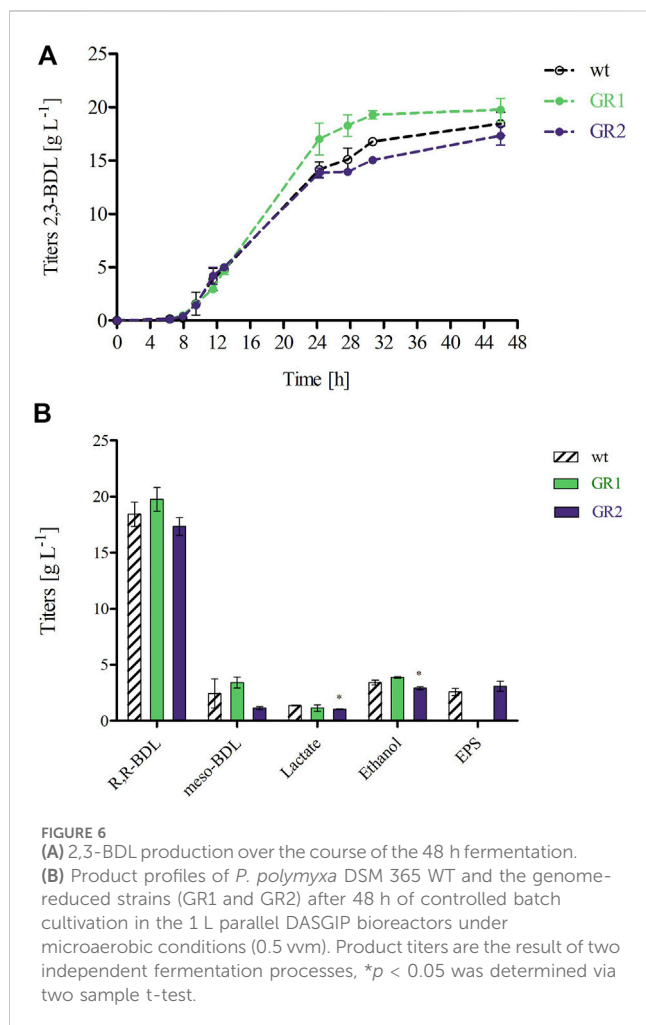 A
wt
GR1
GR2
Titers 2,3-BDL [g L-1]
25
20
15
10
5
0
0 4 8 12 16 20 24 28 32 36 40 44 48
Time [h]
B
wt
GR1
GR2
Titers [g L-1]
25
20
15
10
5
0
* *
R,R-BDL meso-BDL Lactate Ethanol EPS
FIGURE 6
(A) 2,3-BDL production over the course of the 48 h fermentation.
(B) Product profiles of P. polymyxa DSM 365 WT and the genome-
reduced strains (GR1 and GR2) after 48 h of controlled batch
cultivation in the 1 L parallel DASGIP bioreactors under
microaerobic conditions (0.5 vvm). Product titers are the result of two
independent fermentation processes, *p < 0.05 was determined via
two sample t-test.